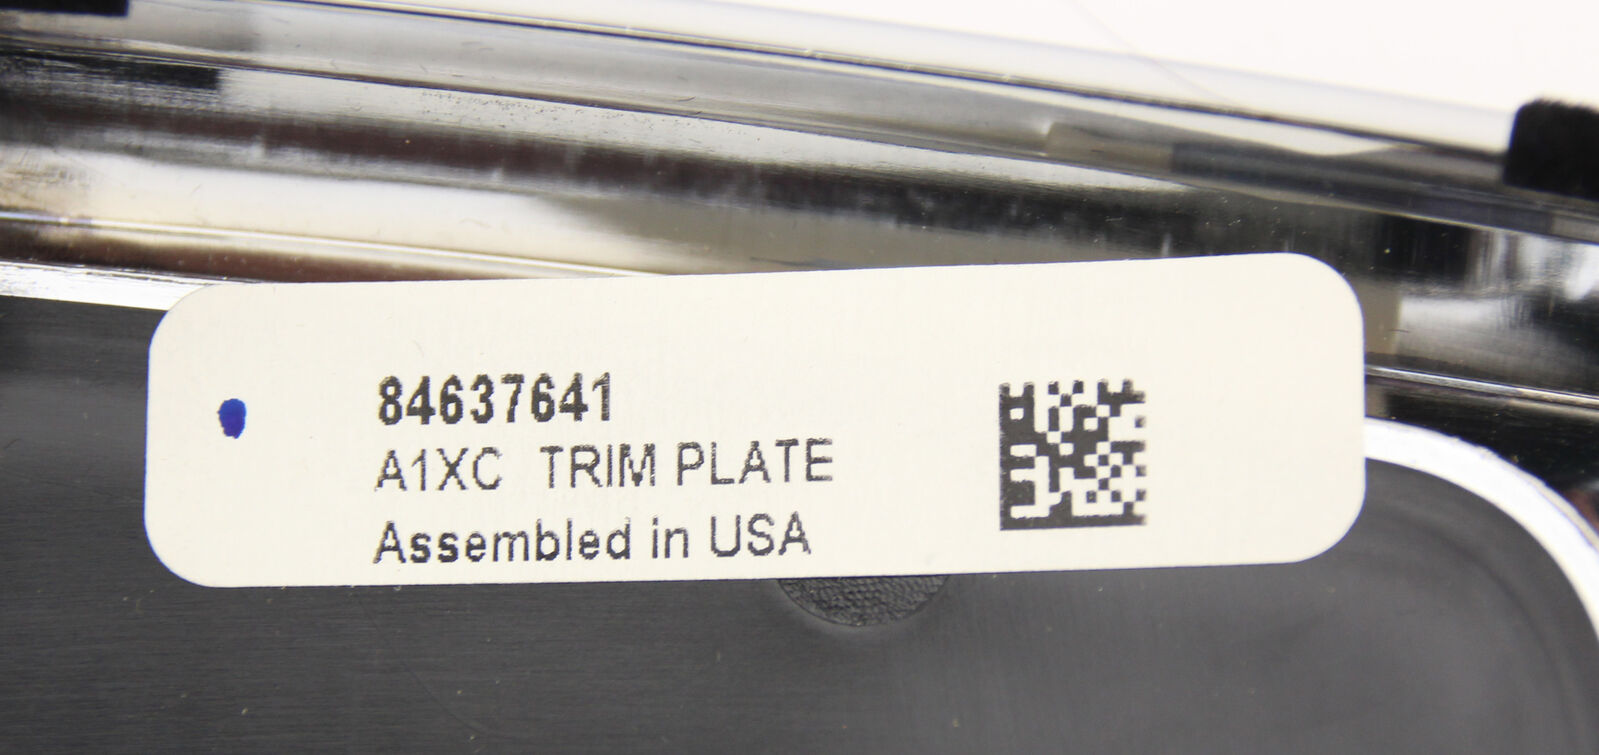 84637641
A1XC TRIM PLATE
Assembled in USA